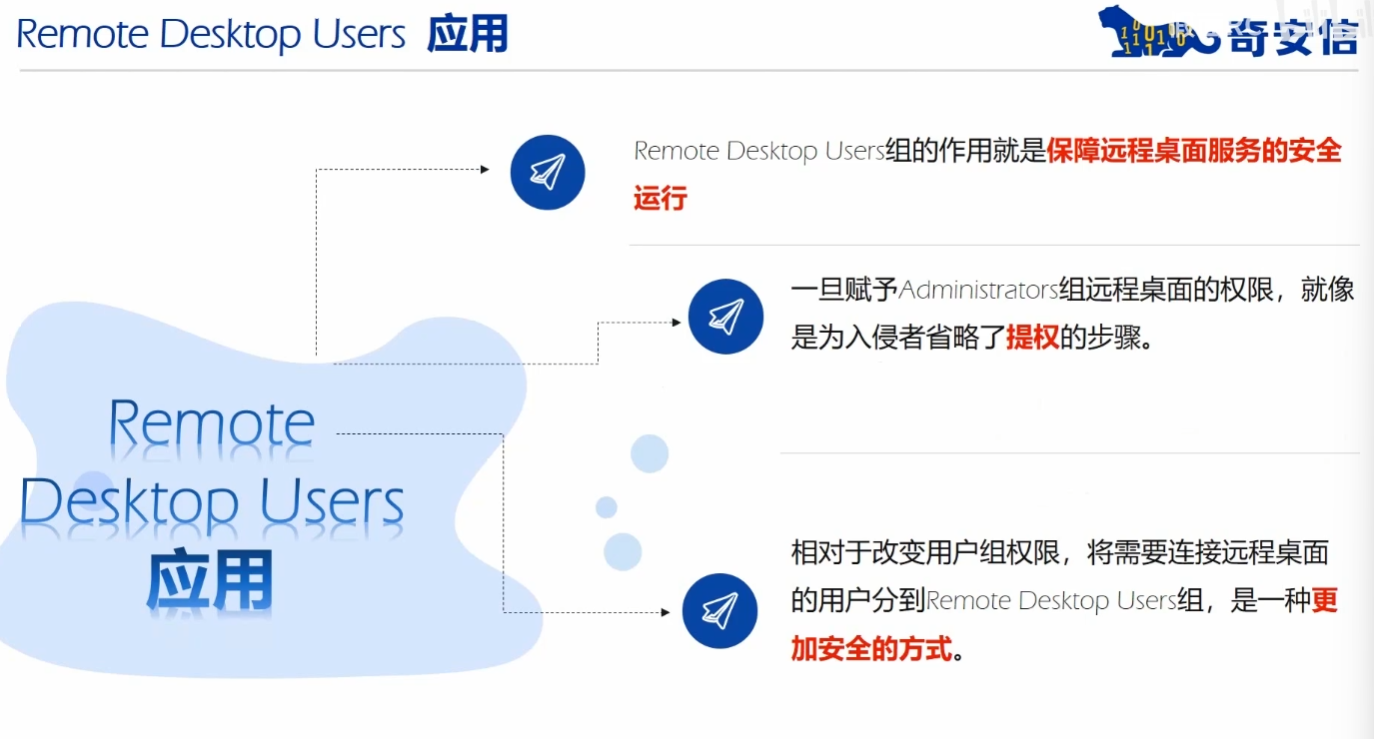 Remote Desktop Users 应用
奇安信
Remote Desktop Users组的作用就是保障远程桌面服务的安全
运行
一旦赋予Administrators组远程桌面的权限，就像
是为入侵者省略了提权的步骤。
Remote
Desktop Users
应用
相对于改变用户组权限，将需要连接远程桌面
的用户分到Remote Desktop Users组，是一种更
加安全的方式。